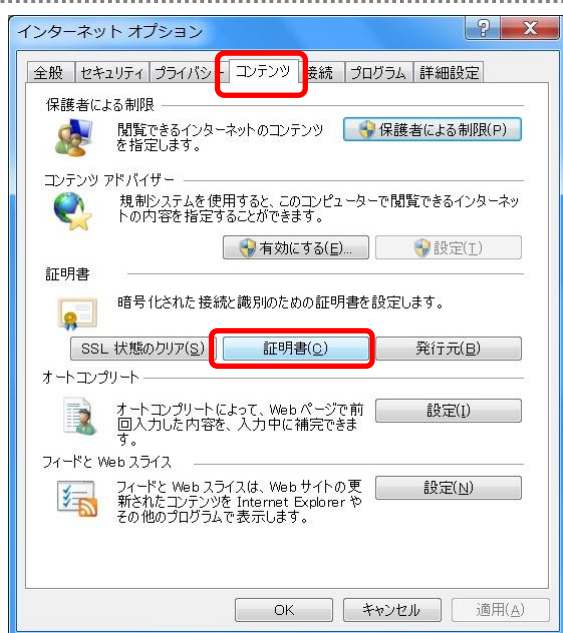 インターネット オプション
全般 セキュリティ プライバシー コンテンツ 接続 プログラム 詳細設定
保護者による制限
閲覧できるインターネットのコンテンツ
を指定します。
保護者による制限(P)
コンテンツ アドバイザー
規制システムを使用すると、このコンピューターで閲覧できるインターネッ
トの内容を指定することができます。
有効にする(E)... 設定(T)
証明書
暗号化された接続と識別のための証明書を設定します。
SSL 状態のクリア(S) 証明書(C) 発行元(B)
オートコンプリート
オートコンプリートによって、Web ページで前
回入力した内容を、入力中に補完できま
す。
設定(I)
フィードと Web スライス
フィードと Web スライスは、Web サイトの更
新されたコンテンツを Internet Explorer や
その他のプログラムで表示します。
設定(N)
OK キャンセル 適用(A)